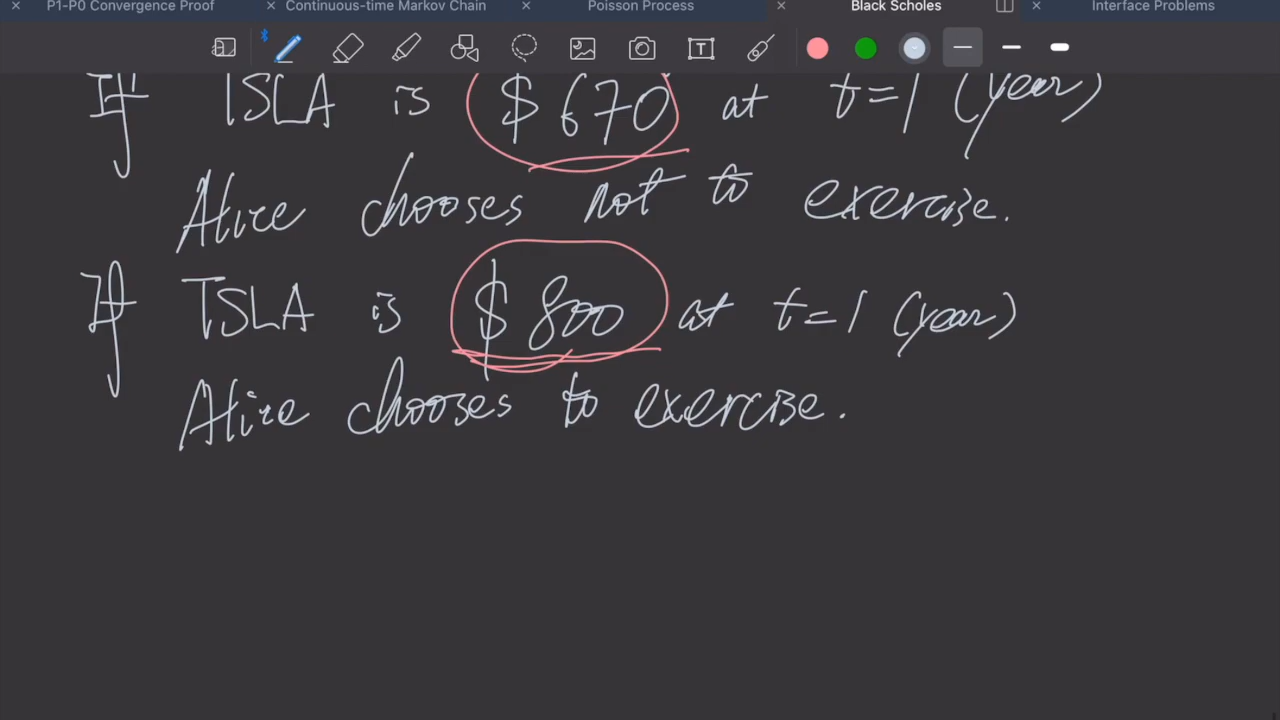 P1-P0 Convergence Proof
Continuous-time Markov Chain
Poisson Process
Black Scholes
Interface Problems
T
If TSLA is $670 at t=1 (year)
Alice chooses not to exercise.
If TSLA is $800 at t=1 (year)
Alice chooses to exercise.